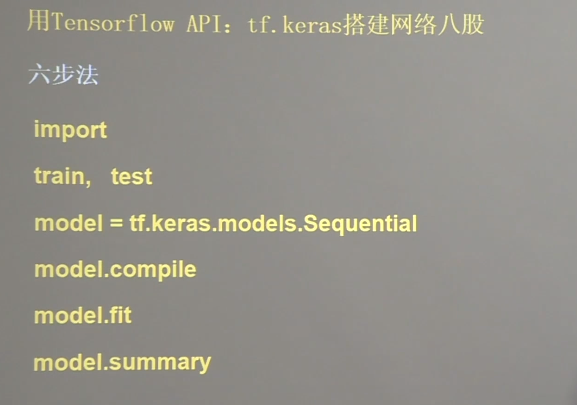 用Tensorflow API：tf.keras搭建网络八股
六步法
import
train, test
model = tf.keras.models.Sequential
model.compile
model.fit
model.summary